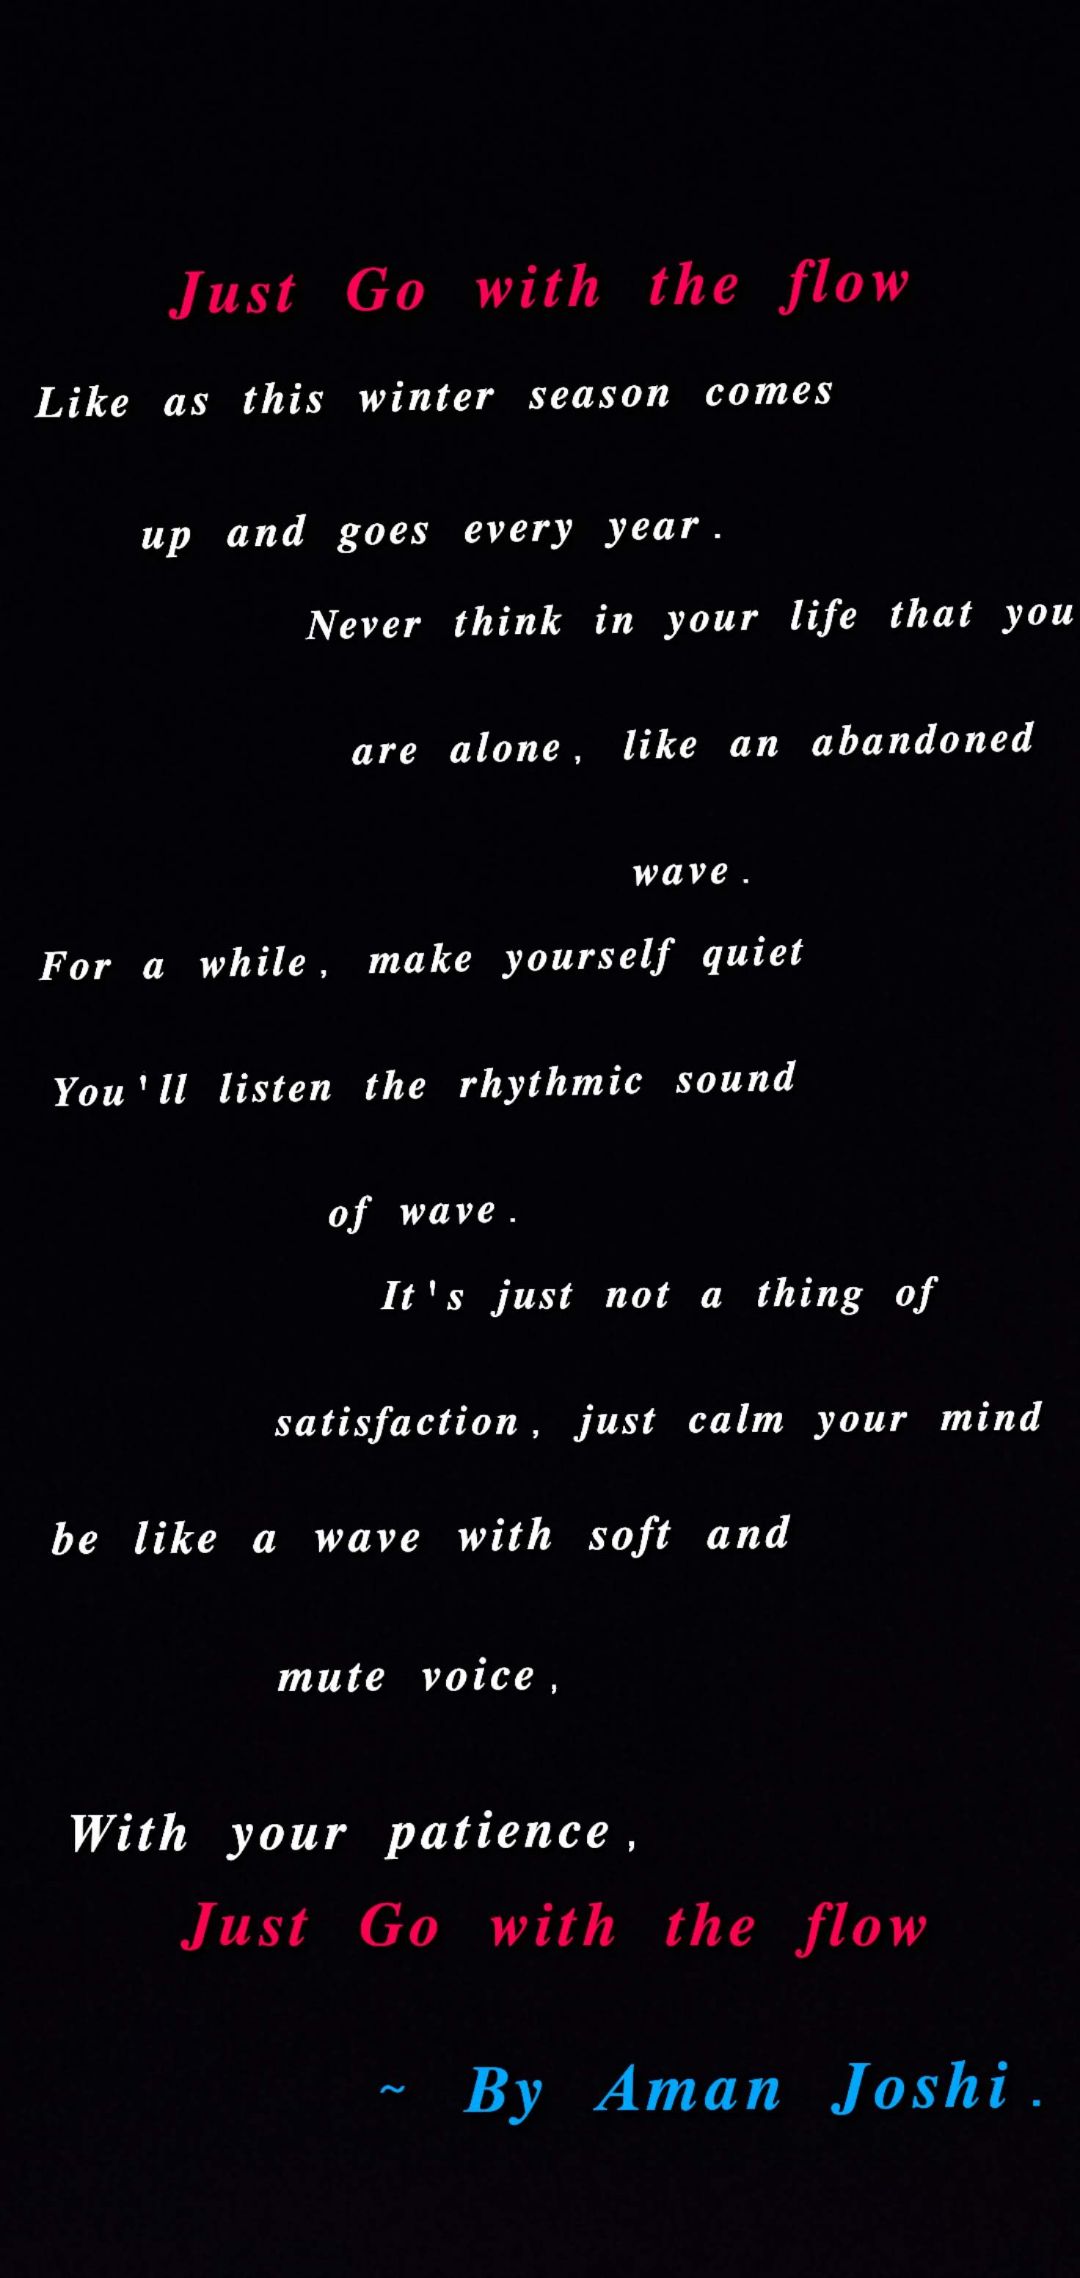 Just Go with the flow
Like as this winter season comes
up and goes every year.
Never think in your life that you
are alone, like an abandoned
wave.
For a while, make yourself quiet
You'll listen the rhythmic sound
of wave.
It's just not a thing of
satisfaction, just calm your mind
be like a wave with soft and
mute voice,
With your patience,
Just Go with the flow
~ By Aman Joshi.